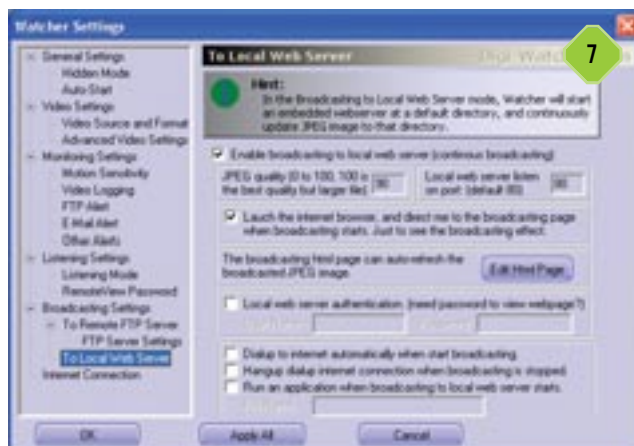 Watcher Settings
7
General Settings
Hidden Mode
Auto-Start
Video Settings
Video Source and Format
Advanced Video Settings
Monitoring Settings
Motion Sensitivity
Video Logging
FTP Alert
E-Mail Alert
Other Alerts
Listening Settings
Listening Mode
RemoteView Password
Broadcasting Settings
To Remote FTP Server
FTP Server Settings
To Local Web Server
Internet Connection
To Local Web Server
Digi Watch
Hint:
In the Broadcasting to Local Web Server mode, Watcher will start
an embedded webserver at a default directory, and continuously
update JPEG image to that directory.
Enable broadcasting to local web server (continous broadcasting)
JPEG quality (0 to 100, 100 is
the best quality but larger file)
Local web server listen
on port: (default 80)
Lauch the internet browser, and direct me to the broadcasting page
when broadcasting starts. Just to see the broadcasting effect.
The broadcasting html page can auto-refresh the
broadcasted JPEG image.
Edit Html Page
Local web server authentication. (need password to view webpage?)
Dialup to internet automatically when start broadcasting.
Hangup dialup internet connection when broadcasting is stopped.
Run an application when broadcasting to local web server starts.
OK
Apply All
Cancel